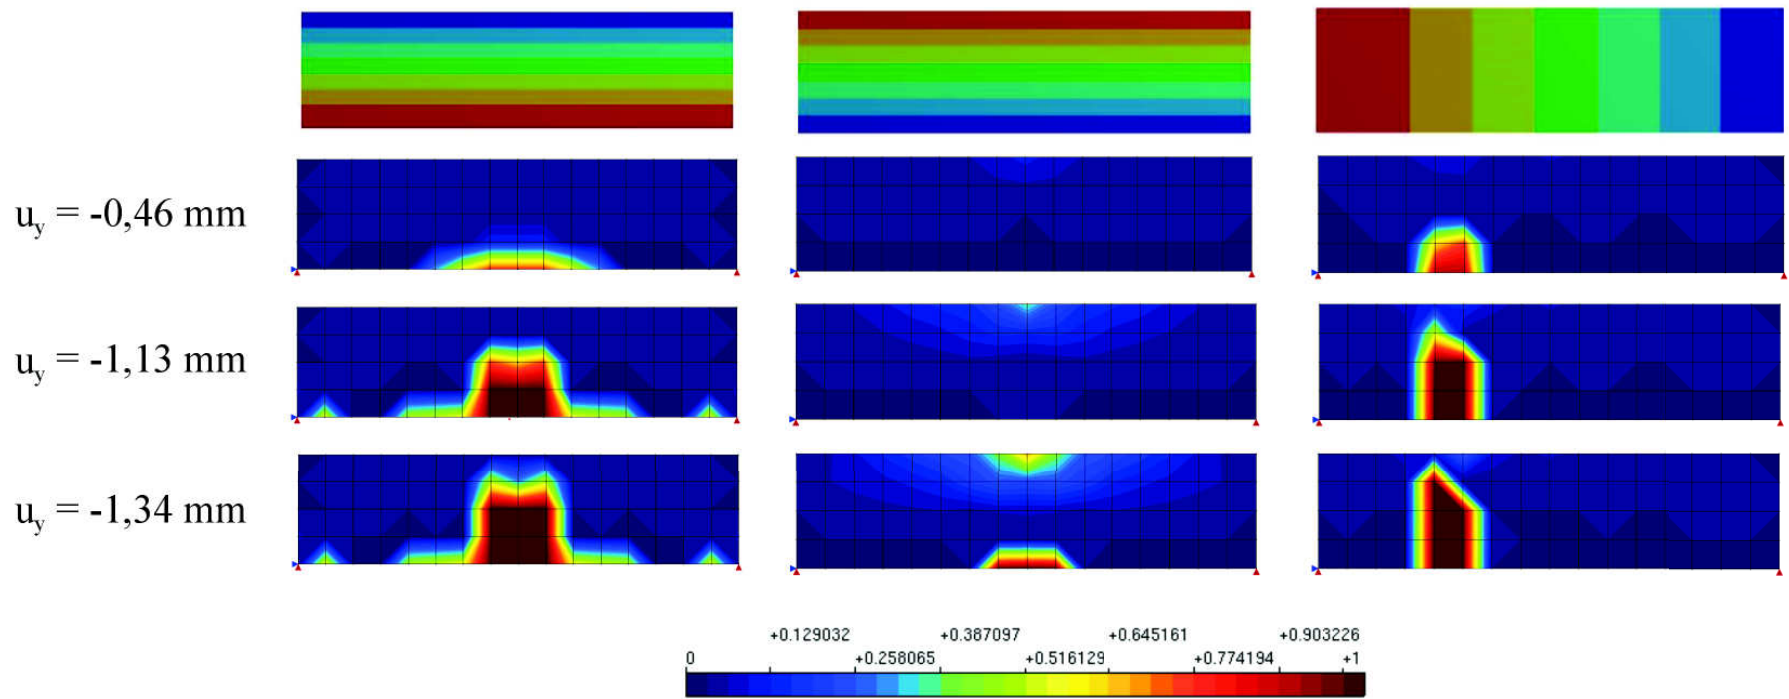 uy = -0,46 mm
uy = -1,13 mm
uy = -1,34 mm
+0.129032 +0.387097 +0.645161 +0.903226
0 +0.258065 +0.516129 +0.774194 +1